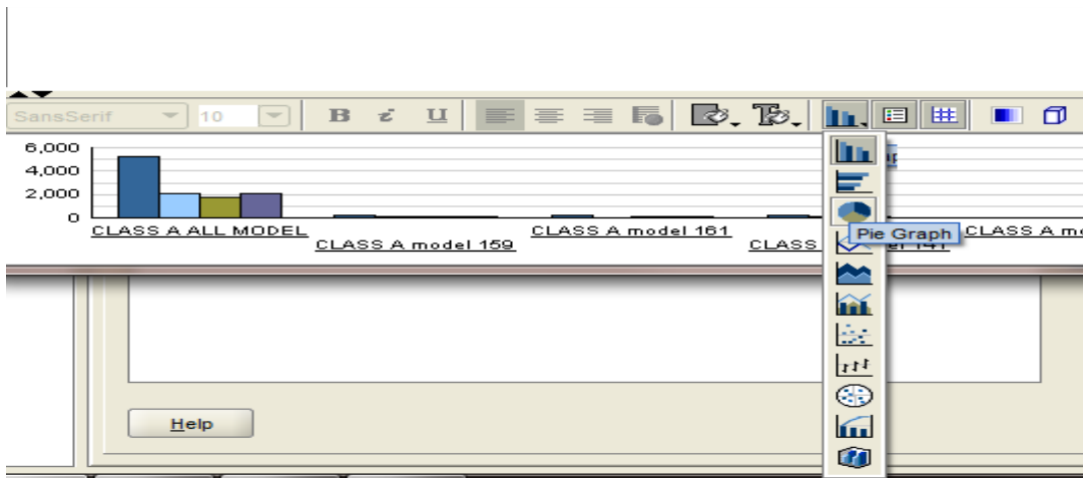 SansSerif 10 B i U
6,000
4,000
2,000
0
CLASS A ALL MODEL
CLASS A model 159
CLASS A model 161
CLASS
Pie Graph
CLASS A mo
Help